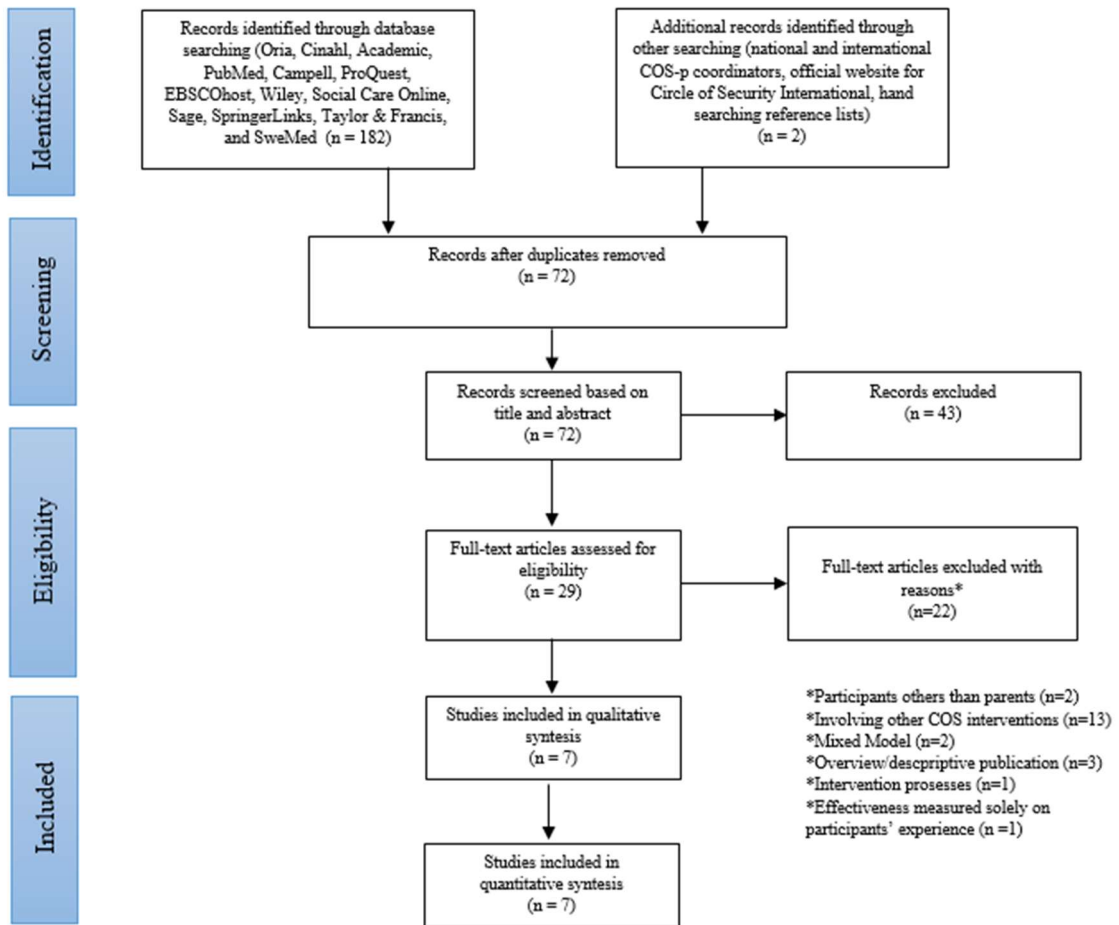 Identification
Records identified through database
searching (Oria, Cinahl, Academic,
PubMed, Campell, ProQuest,
EBSCOhost, Wiley, Social Care Online,
Sage, SpringerLinks, Taylor & Francis,
and SweMed (n = 182)
Additional records identified through
other searching (national and international
COS-p coordinators, official website for
Circle of Security International, hand
searching reference lists)
(n = 2)
Screening
Records after duplicates removed
(n = 72)
Records screened based on
title and abstract
(n = 72)
Records excluded
(n = 43)
Eligibility
Full-text articles assessed for
eligibility
(n = 29)
Full-text articles excluded with
reasons*
(n=22)
Included
Studies included in qualitative
syntesis
(n = 7)
*Participants others than parents (n=2)
*Involving other COS interventions (n=13)
*Mixed Model (n=2)
*Overview/descpriptive publication (n=3)
*Intervention prosesses (n=1)
*Effectiveness measured solely on
participants’ experience (n =1)
Studies included in
quantitative syntesis
(n = 7)